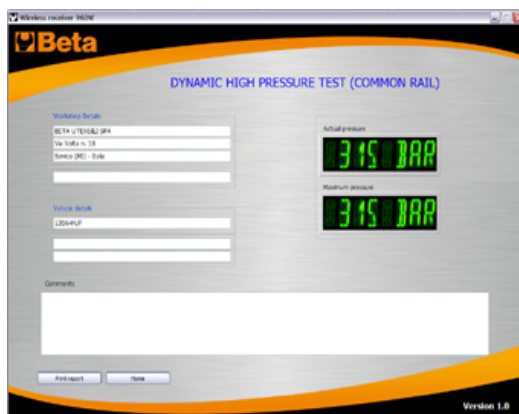 Wireless receiver 960W
Beta
DYNAMIC HIGH PRESSURE TEST (COMMON RAIL)
Workshop Details
BETA UTENSILI SPA
Via Volta n. 18
Sovico (MI) - Italia
Vehicle details
Actual pressure
315 BAR
Maximum pressure
315 BAR
Comments
Print report
Home
Version 1.0